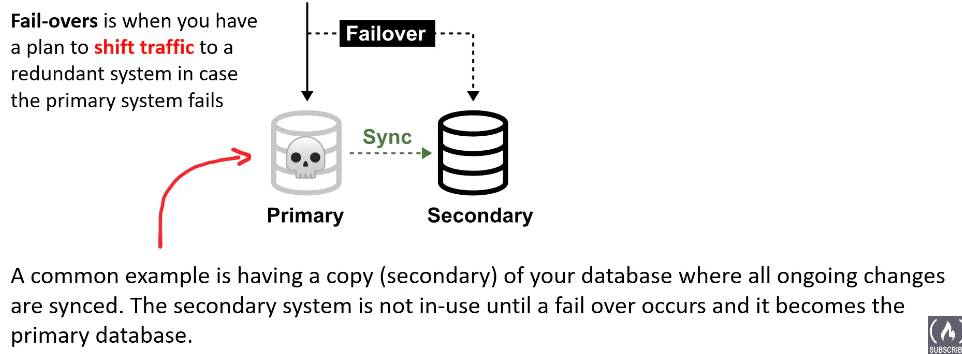 Fail-overs is when you have
a plan to shift traffic to a
redundant system in case
the primary system fails
Failover
Sync
Primary
Secondary
A common example is having a copy (secondary) of your database where all ongoing changes
are synced. The secondary system is not in-use until a fail over occurs and it becomes the
primary database.
SUBSCRIB